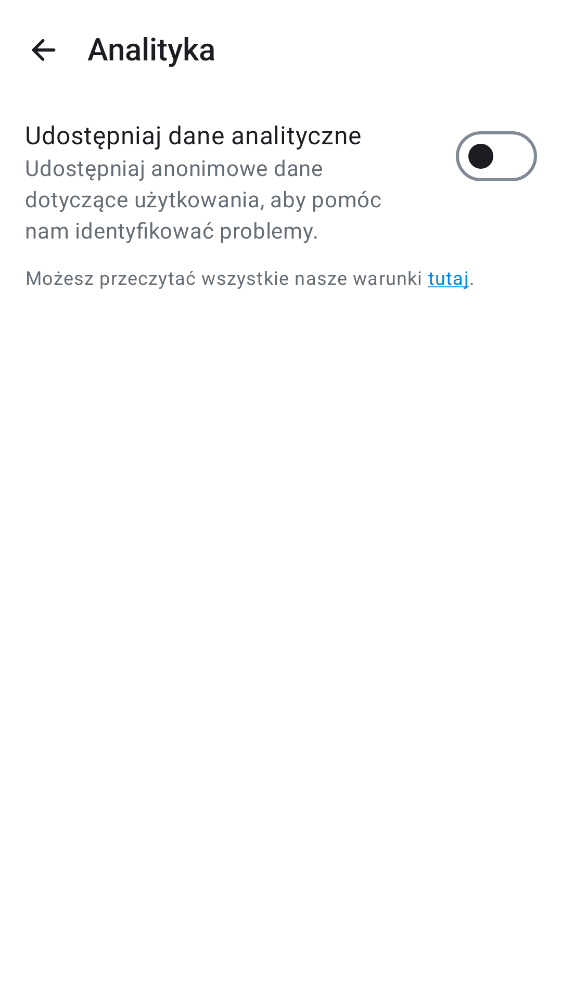 Analityka
Udostępniaj dane analityczne
Udostępniaj anonimowe dane
dotyczące użytkowania, aby pomóc
nam identyfikować problemy.
Możesz przeczytać wszystkie nasze warunki tutaj.